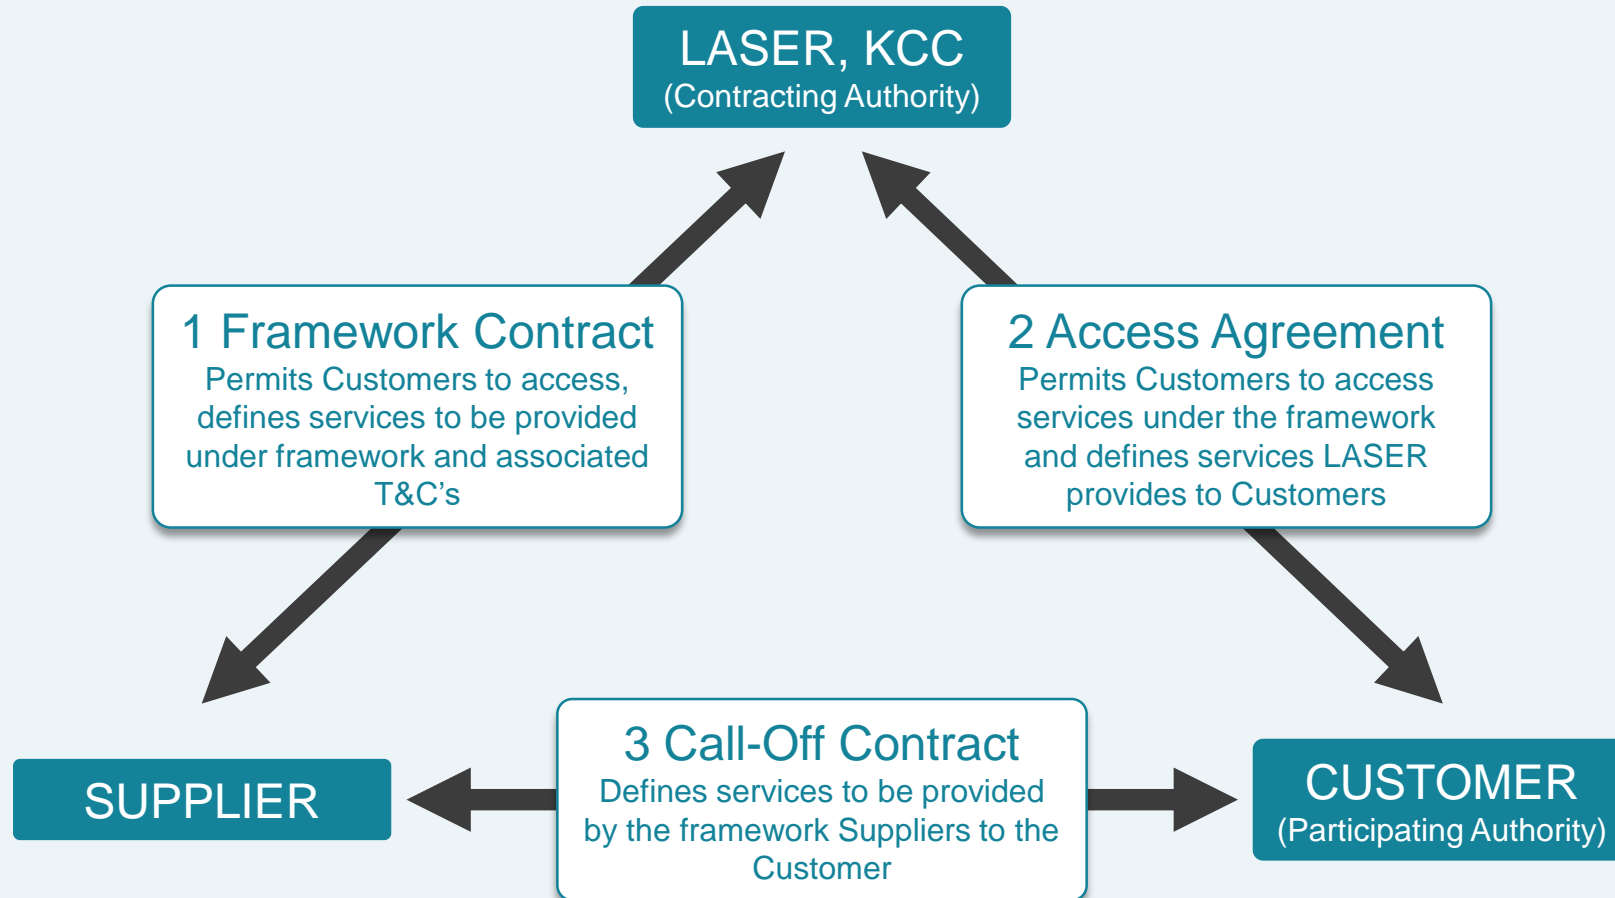 LASER, KCC
(Contracting Authority)
1 Framework Contract
Permits Customers to access,
defines services to be provided
under framework and associated
T&C’s
2 Access Agreement
Permits Customers to access
services under the framework
and defines services LASER
provides to Customers
3 Call-Off Contract
Defines services to be provided
by the framework Suppliers to the
Customer
SUPPLIER
CUSTOMER
(Participating Authority)